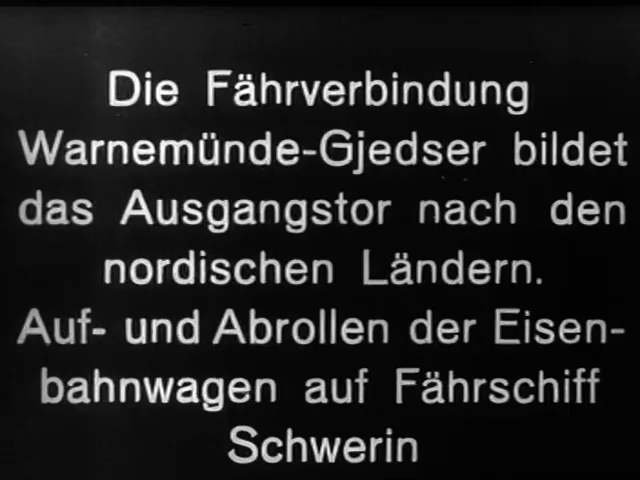 Die Fährverbindung
Warnemünde-Gjedser bildet
das Ausgangstor nach den
nordischen Ländern.
Auf- und Abrollen der Eisen-
bahnwagen auf Fährschiff
Schwerin